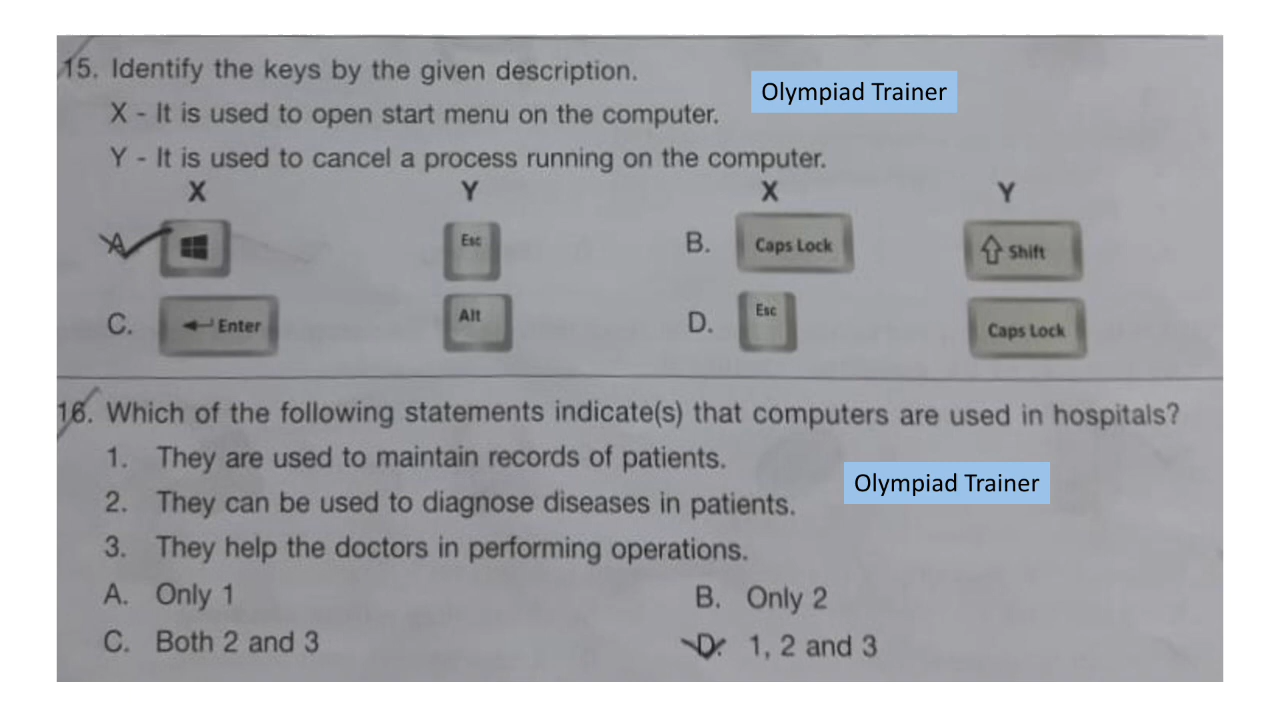 15. Identify the keys by the given description.
Olympiad Trainer
X - It is used to open start menu on the computer.
Y - It is used to cancel a process running on the computer.
X Y X Y
A. Esc B. Caps Lock Shift
C. Enter Alt D. Esc Caps Lock
16. Which of the following statements indicate(s) that computers are used in hospitals?
1. They are used to maintain records of patients.
Olympiad Trainer
2. They can be used to diagnose diseases in patients.
3. They help the doctors in performing operations.
A. Only 1 B. Only 2
C. Both 2 and 3 D. 1, 2 and 3